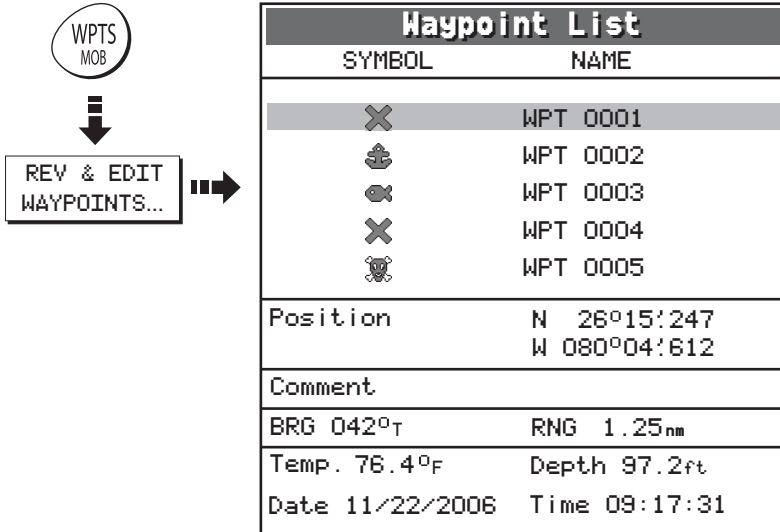 WPTS
MOB
REV & EDIT
WAYPOINTS...
Waypoint List
SYMBOL NAME
WPT 0001
WPT 0002
WPT 0003
WPT 0004
WPT 0005
Position N 26°15.'247
W 080°04.'612
Comment
BRG 042°T RNG 1.25nm
Temp. 76.4°F Depth 97.2ft
Date 11/22/2006 Time 09:17:31